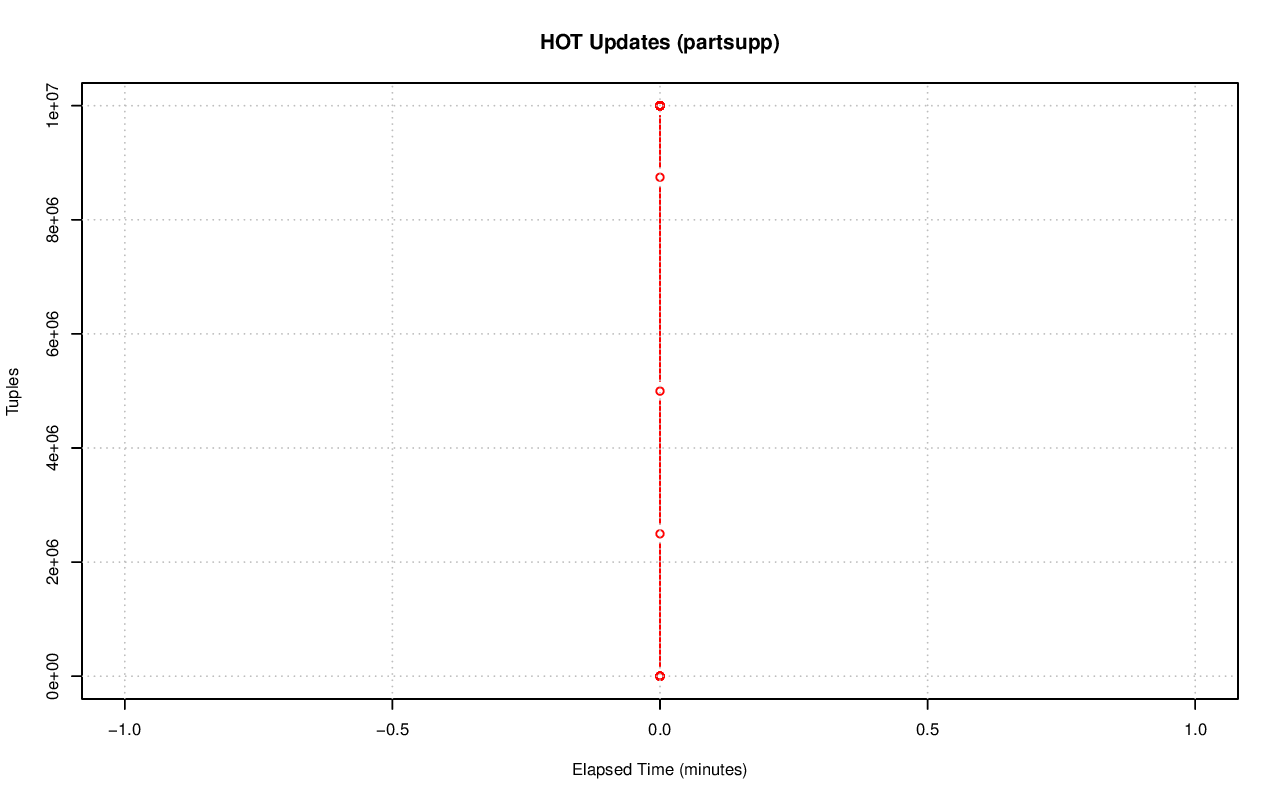 HOT Updates (partsupp)
1e+07
8e+06
6e+06
4e+06
2e+06
0e+00
Tuples
−1.0
−0.5
0.0
0.5
1.0
Elapsed Time (minutes)